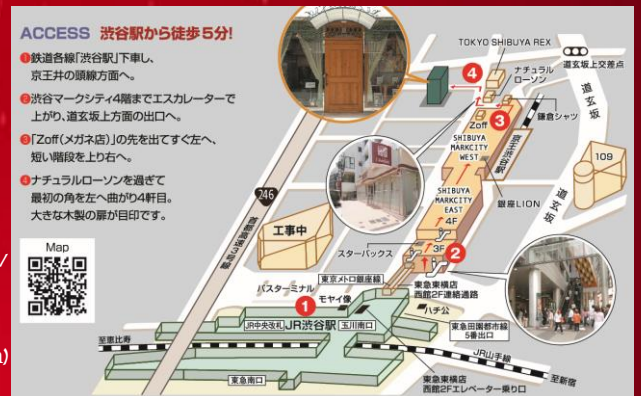 ACCESS 渋谷駅から徒歩5分!
❶鉄道各線「渋谷駅」下車し、
京王井の頭線方面へ。
❷渋谷マークシティ4階までエスカレーターで
上がり、道玄坂上方面の出口へ。
❸「Zoff(メガネ店)」の先を出てすぐ左へ、
短い階段を上り右へ。
❹ナチュラルローソンを過ぎて
最初の角を左へ曲がり4軒目。
大きな木製の扉が目印です。
Map
TOKYO SHIBUYA REX
4
ナチュラル
ローソン
道玄坂上交差点
道玄坂
3
鎌倉シャツ
Zoff
SHIBUYA
MARKCITY
WEST
京王渋谷駅
109
246
首都高速3号線
SHIBUYA
MARKCITY
EAST
銀座LION
道玄坂
4F
工事中
スターバックス
3F
2
東京メトロ銀座線
バスターミナル
モヤイ像
東急東横店
西館2F連絡通路
1
ハチ公
JR中央改札
JR渋谷駅
玉川南口
東急田園都市線
5番出口
至恵比寿
JR山手線
至新宿
東急南口
東急東横店
西館2Fエレベーター乗り口